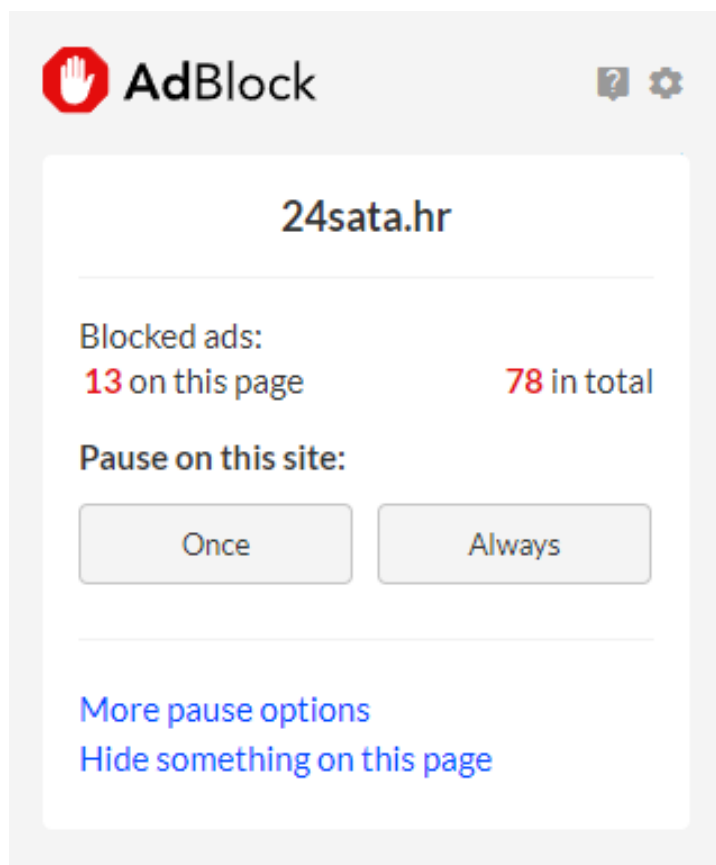 AdBlock
24sata.hr
Blocked ads:
13 on this page 78 in total
Pause on this site:
Once Always
More pause options
Hide something on this page